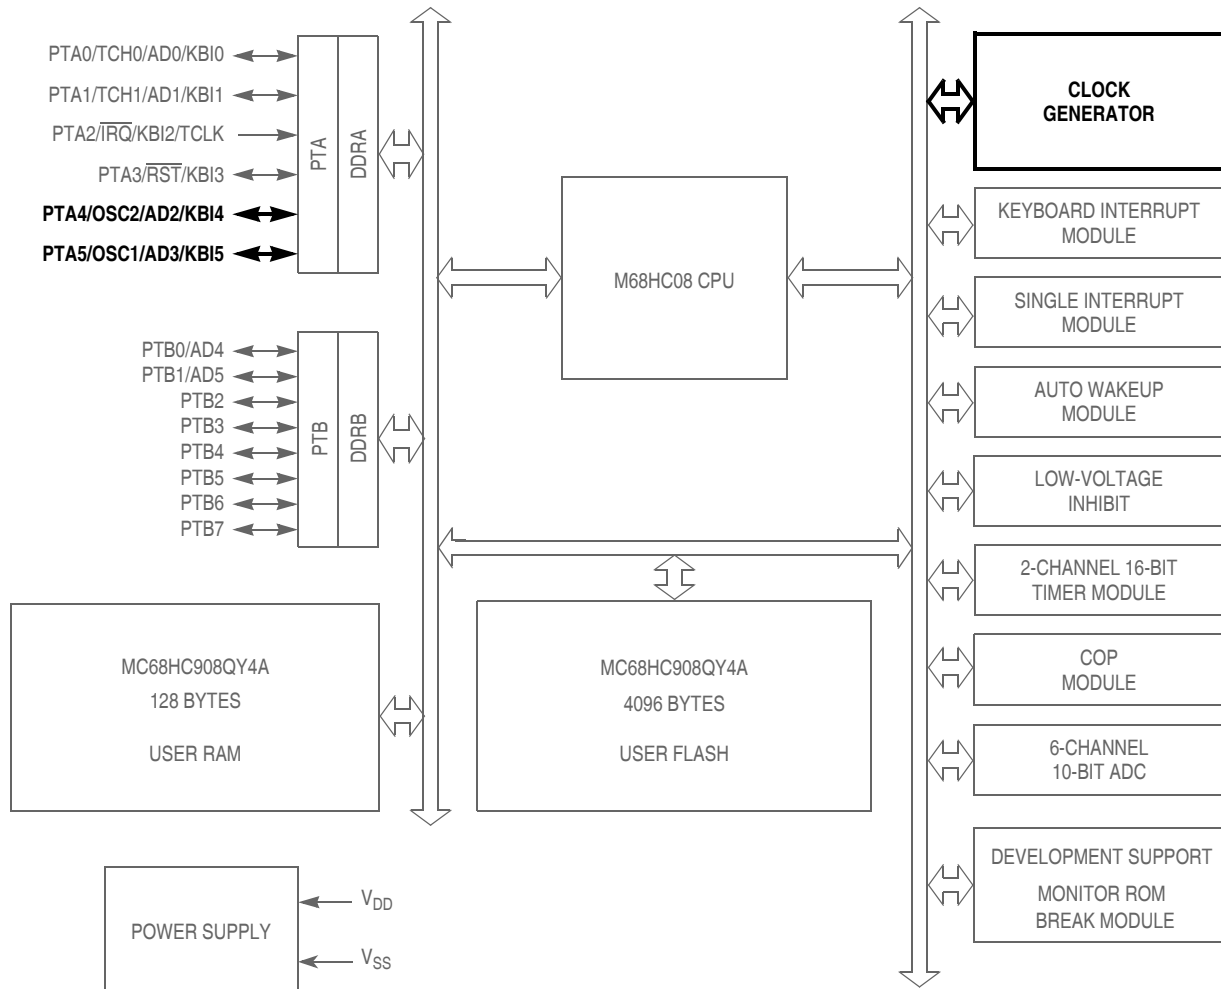 PTA0/TCH0/AD0/KBI0
PTA1/TCH1/AD1/KBI1
PTA2/IRQ/KBI2/TCLK
PTA3/RST/KBI3
PTA4/OSC2/AD2/KBI4
PTA5/OSC1/AD3/KBI5
PTA
DDRA
PTB0/AD4
PTB1/AD5
PTB2
PTB3
PTB4
PTB5
PTB6
PTB7
PTB
DDRB
M68HC08 CPU
MC68HC908QY4A
128 BYTES
USER RAM
MC68HC908QY4A
4096 BYTES
USER FLASH
POWER SUPPLY
VDD
VSS
CLOCK
GENERATOR
KEYBOARD INTERRUPT
MODULE
SINGLE INTERRUPT
MODULE
AUTO WAKEUP
MODULE
LOW-VOLTAGE
INHIBIT
2-CHANNEL 16-BIT
TIMER MODULE
COP
MODULE
6-CHANNEL
10-BIT ADC
DEVELOPMENT SUPPORT
MONITOR ROM
BREAK MODULE